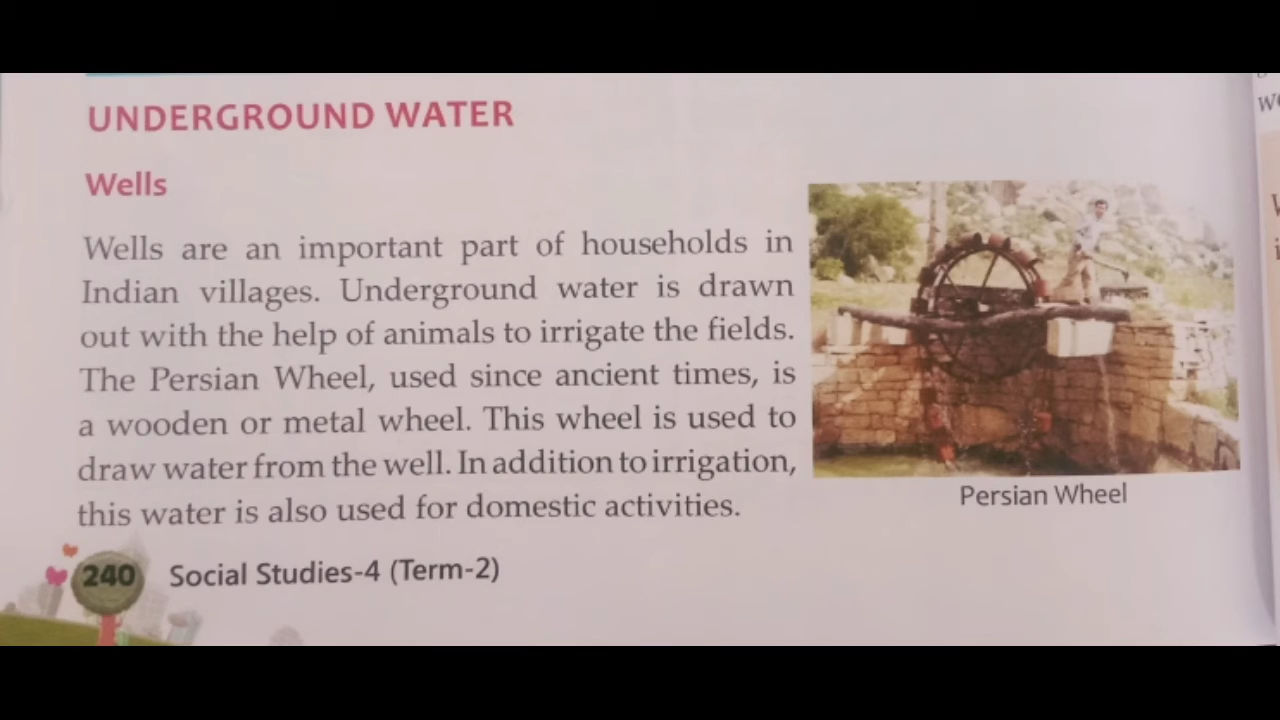 UNDERGROUND WATER
Wells
Wells are an important part of households in
Indian villages. Underground water is drawn
out with the help of animals to irrigate the fields.
The Persian Wheel, used since ancient times, is
a wooden or metal wheel. This wheel is used to
draw water from the well. In addition to irrigation,
this water is also used for domestic activities.
Persian Wheel
240 Social Studies-4 (Term-2)